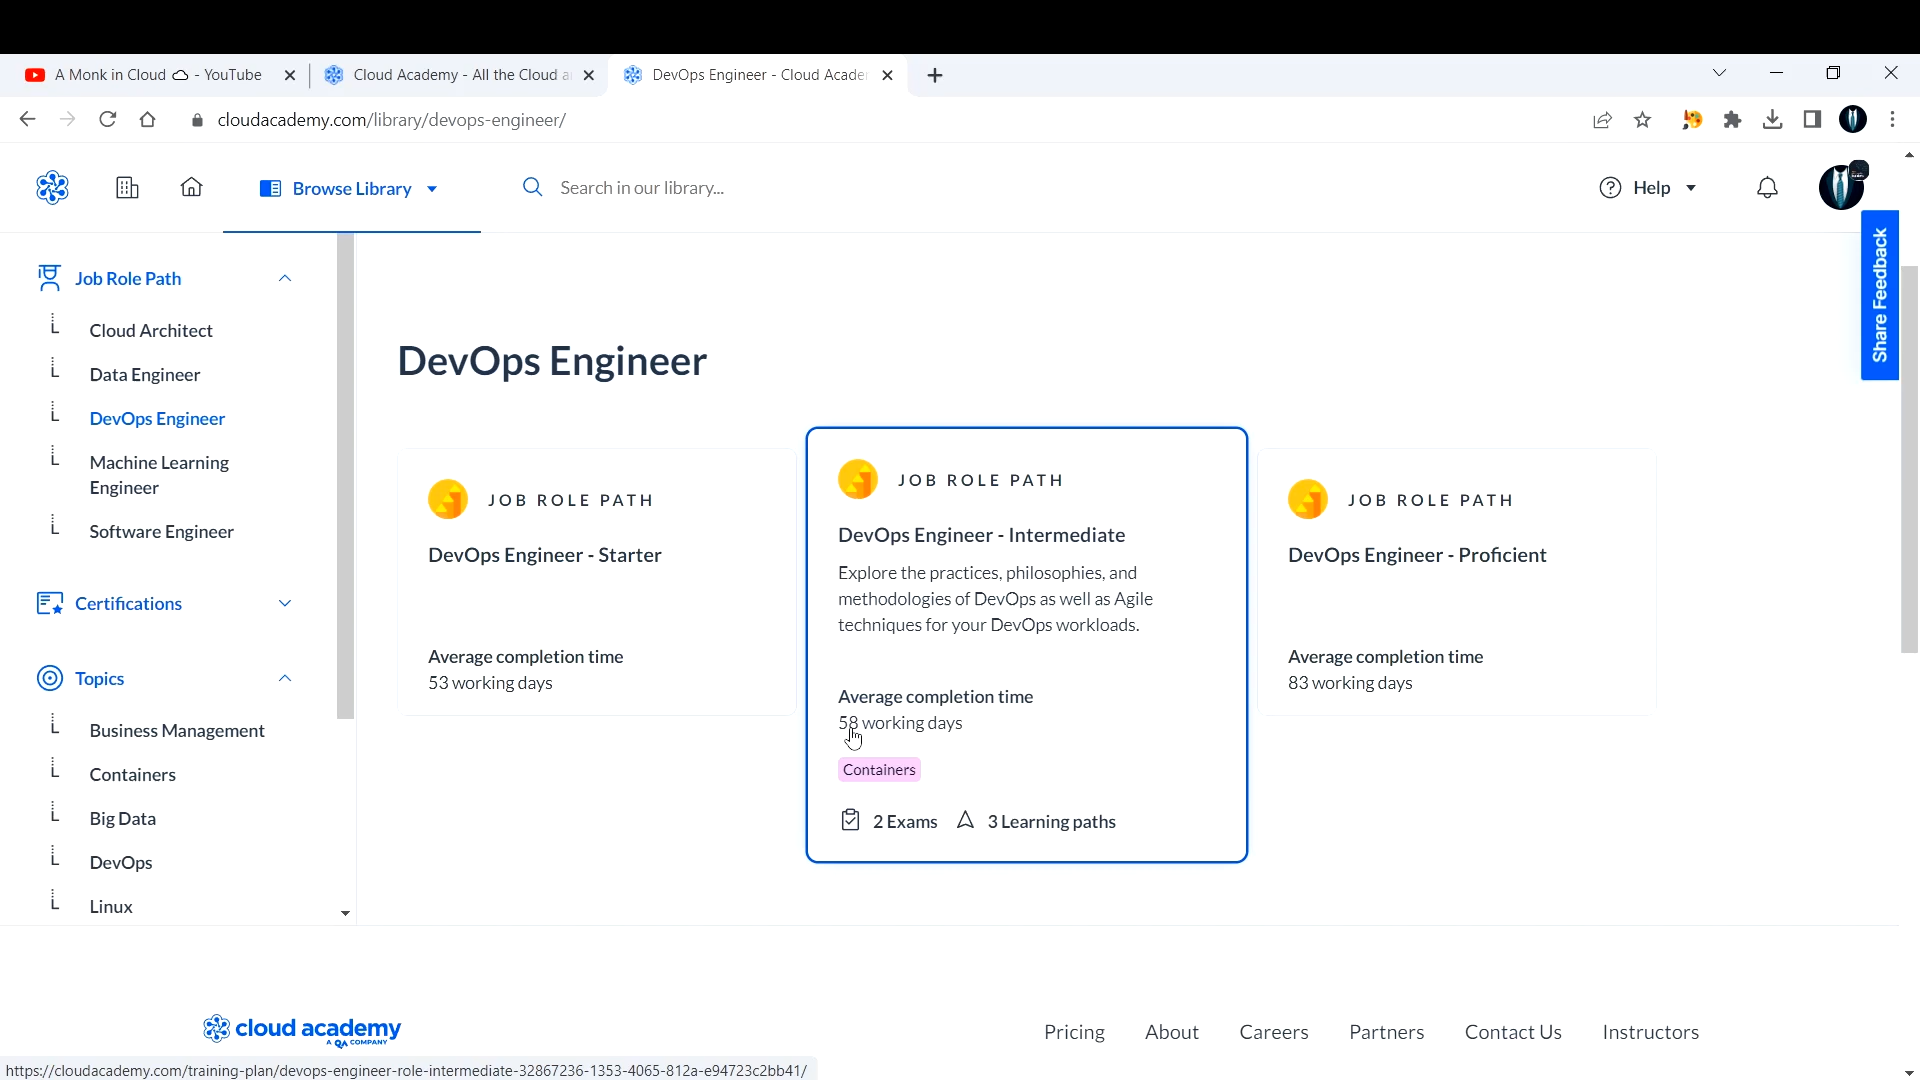 A Monk in Cloud - YouTube
Cloud Academy - All the Cloud a
DevOps Engineer - Cloud Acade
cloudacademy.com/library/devops-engineer/
Browse Library
Search in our library...
Help
Share Feedback
Job Role Path
Cloud Architect
Data Engineer
DevOps Engineer
Machine Learning
Engineer
Software Engineer
Certifications
Topics
Business Management
Containers
Big Data
DevOps
Linux
DevOps Engineer
JOB ROLE PATH
DevOps Engineer - Starter
Average completion time
53 working days
JOB ROLE PATH
DevOps Engineer - Intermediate
Explore the practices, philosophies, and
methodologies of DevOps as well as Agile
techniques for your DevOps workloads.
Average completion time
58 working days
Containers
2 Exams
3 Learning paths
JOB ROLE PATH
DevOps Engineer - Proficient
Average completion time
83 working days
cloud academy
A QA COMPANY
Pricing
About
Careers
Partners
Contact Us
Instructors
https://cloudacademy.com/training-plan/devops-engineer-role-intermediate-32867236-1353-4065-812a-e94723c2bb41/